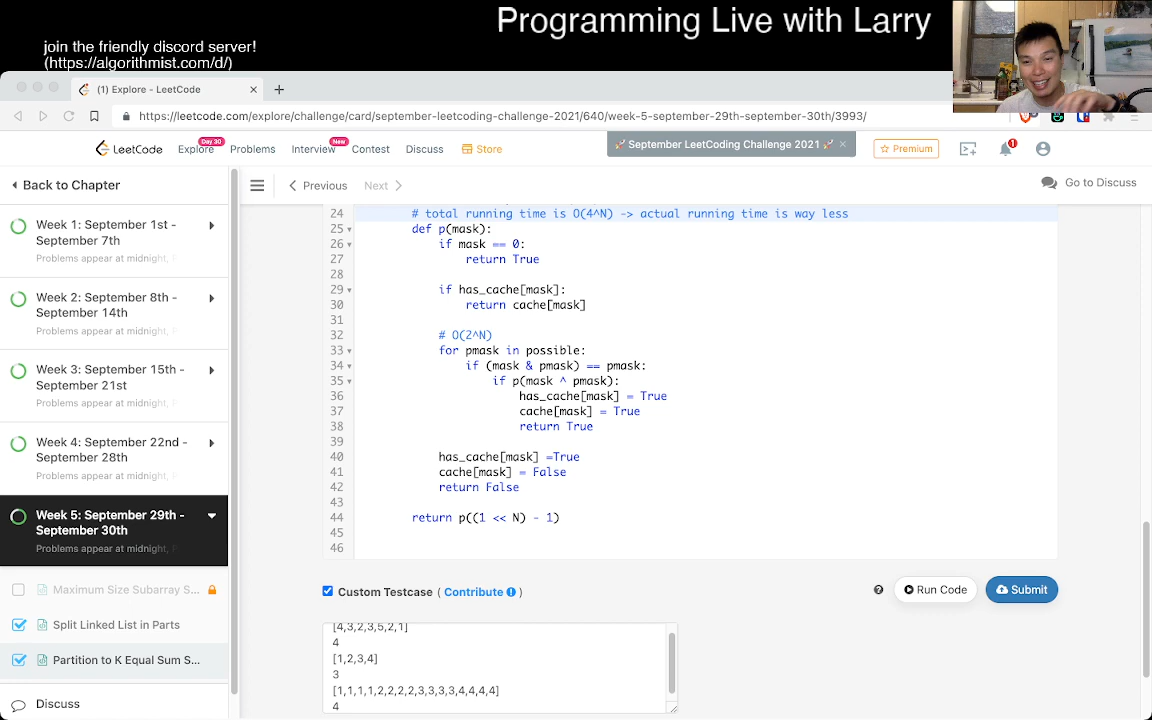 Programming Live with Larry
join the friendly discord server!
(https://algorithmist.com/d/)
(1) Explore - LeetCode
https://leetcode.com/explore/challenge/card/september-leetcoding-challenge-2021/640/week-5-september-29th-september-30th/3993/
LeetCode
Explore
Day 30
Problems
Interview
New
Contest
Discuss
Store
September LeetCoding Challenge 2021
Premium
1
Back to Chapter
Previous
Next
Go to Discuss
Week 1: September 1st -
September 7th
Problems appear at midnight,
Week 2: September 8th -
September 14th
Problems appear at midnight,
Week 3: September 15th -
September 21st
Problems appear at midnight,
Week 4: September 22nd -
September 28th
Problems appear at midnight,
Week 5: September 29th -
September 30th
Problems appear at midnight,
Maximum Size Subarray S...
Split Linked List in Parts
Partition to K Equal Sum S...
Discuss
24 # total running time is O(4^N) -> actual running time is way less
25 def p(mask):
26 if mask == 0:
27 return True
28
29 if has_cache[mask]:
30 return cache[mask]
31
32 # O(2^N)
33 for pmask in possible:
34 if (mask & pmask) == pmask:
35 if p(mask ^ pmask):
36 has_cache[mask] = True
37 cache[mask] = True
38 return True
39
40 has_cache[mask] =True
41 cache[mask] = False
42 return False
43
44 return p((1 << N) - 1)
45
46
Custom Testcase ( Contribute )
Run Code
Submit
[4,3,2,3,5,2,1]
4
[1,2,3,4]
3
[1,1,1,1,2,2,2,2,3,3,3,3,4,4,4,4]
4